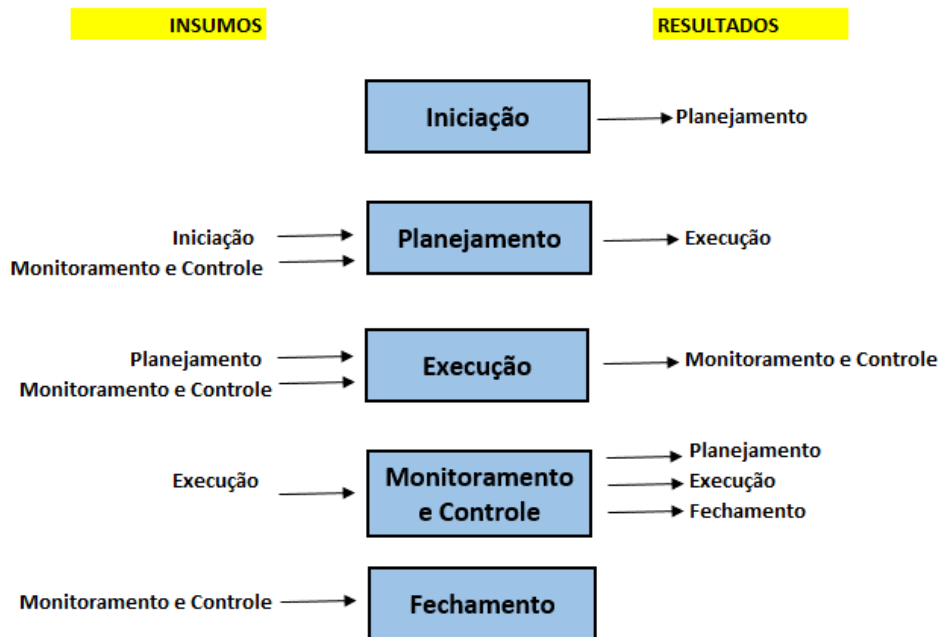 INSUMOS
RESULTADOS
Iniciação
Planejamento
Iniciação
Monitoramento e Controle
Planejamento
Execução
Planejamento
Monitoramento e Controle
Execução
Monitoramento e Controle
Execução
Monitoramento
e Controle
Planejamento
Execução
Fechamento
Monitoramento e Controle
Fechamento